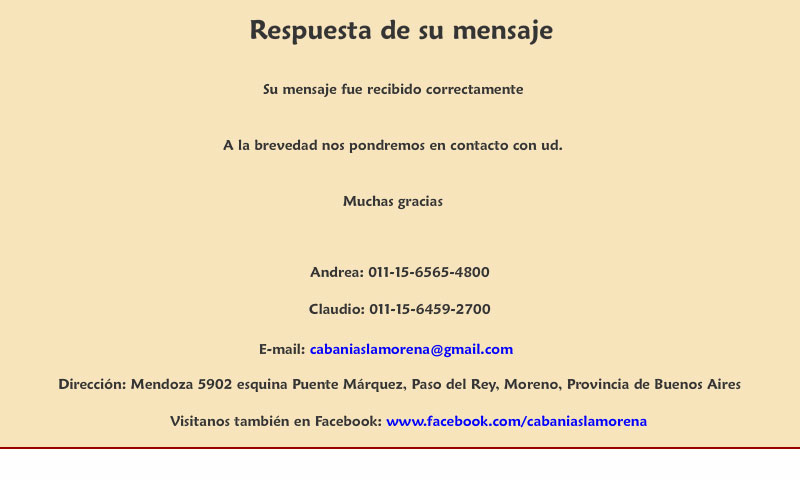 Respuesta de su mensaje
Su mensaje fue recibido correctamente
A la brevedad nos pondremos en contacto con ud.
Muchas gracias
Andrea: 011-15-6565-4800
Claudio: 011-15-6459-2700
E-mail: cabaniaslamorena@gmail.com
Dirección: Mendoza 5902 esquina Puente Márquez, Paso del Rey, Moreno, Provincia de Buenos Aires
Visitanos también en Facebook: www.facebook.com/cabaniaslamorena